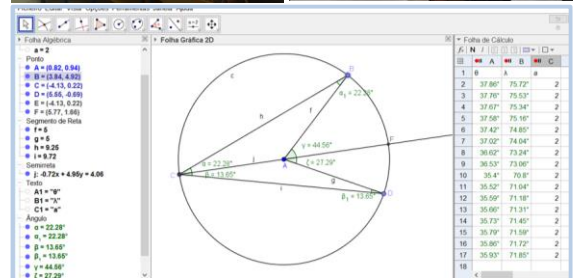 Ficheiro Editar Vista Opções Ferramentas Janela Ajuda
Folha Algébrica
a = 2
Ponto
A = (0.82, 0.94)
B = (3.84, 4.92)
C = (-4.13, 0.22)
D = (5.55, -0.69)
E = (-4.13, 0.22)
F = (5.77, 1.66)
Segmento de Reta
f = 5
g = 5
h = 9.25
i = 9.72
Semirreta
j: -0.72x + 4.95y = 4.06
Texto
A1 = "θ"
B1 = "λ"
C1 = "a"
Ângulo
α = 22.28°
α₁ = 22.28°
β = 13.65°
β₁ = 13.65°
γ = 44.56°
ζ = 27.29°
Folha Gráfica 2D
c
B
α₁ = 22.28°
h
f
γ = 44.56°
F
α = 22.28°
j
A
ζ = 27.29°
C
β = 13.65°
g
i
β₁ = 13.65°
D
Folha de Cálculo
fx N I
A B C
1 θ λ a
2 37.86° 75.72° 2
3 37.76° 75.53° 2
4 37.67° 75.34° 2
5 37.58° 75.16° 2
6 37.42° 74.85° 2
7 37.02° 74.04° 2
8 36.62° 73.24° 2
9 36.53° 73.06° 2
10 35.4° 70.8° 2
11 35.52° 71.04° 2
12 35.59° 71.18° 2
13 35.66° 71.31° 2
14 35.73° 71.45° 2
15 35.79° 71.59° 2
16 35.86° 71.72° 2
17 35.93° 71.85° 2
18